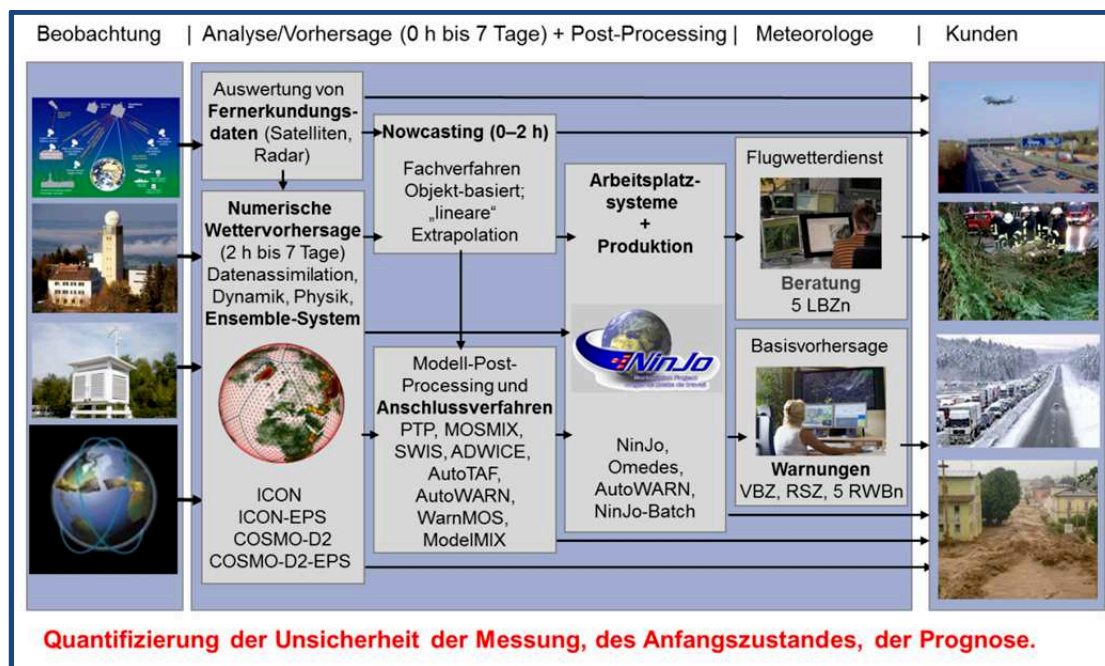 Beobachtung | Analyse/Vorhersage (0 h bis 7 Tage) + Post-Processing | Meteorologe | Kunden
Auswertung von
Fernerkundungs-
daten (Satelliten,
Radar)
Numerische
Wettervorhersage
(2 h bis 7 Tage)
Datenassimilation,
Dynamik, Physik,
Ensemble-System
ICON
ICON-EPS
COSMO-D2
COSMO-D2-EPS
Nowcasting (0–2 h)
Fachverfahren
Objekt-basiert;
„lineare“
Extrapolation
Modell-Post-
Processing und
Anschlussverfahren
PTP, MOSMIX,
SWIS, ADWICE,
AutoTAF,
AutoWARN,
WarnMOS,
ModelMIX
Arbeitsplatz-
systeme
+
Produktion
NinJo
NinJo,
Omedes,
AutoWARN,
NinJo-Batch
Flugwetterdienst
Beratung
5 LBZn
Basisvorhersage
Warnungen
VBZ, RSZ, 5 RWBn
Quantifizierung der Unsicherheit der Messung, des Anfangszustandes, der Prognose.